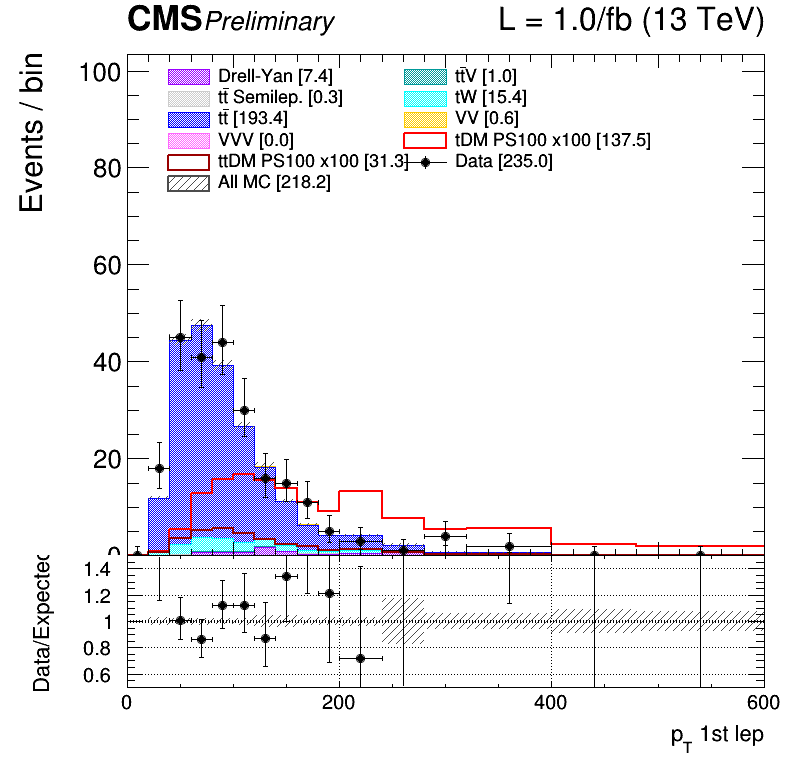 CMS Preliminary L = 1.0/fb (13 TeV)
Events / bin
100
80
60
40
20
0
Drell-Yan [7.4]
tt̄ Semilep. [0.3]
tt̄ [193.4]
VVV [0.0]
ttDM PS100 x100 [31.3]
All MC [218.2]
tt̄V [1.0]
tW [15.4]
VV [0.6]
tDM PS100 x100 [137.5]
Data [235.0]
Data/Expected
1.4
1.2
1
0.8
0.6
0 200 400 600
p_T 1st lep